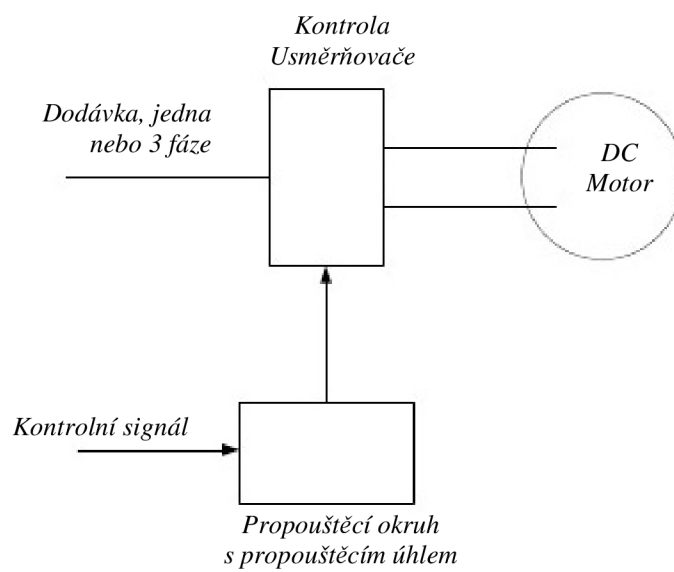 Kontrola
Usměrňovače
Dodávka, jedna
nebo 3 fáze
DC
Motor
Kontrolní signál
Propouštěcí okruh
s propouštěcím úhlem